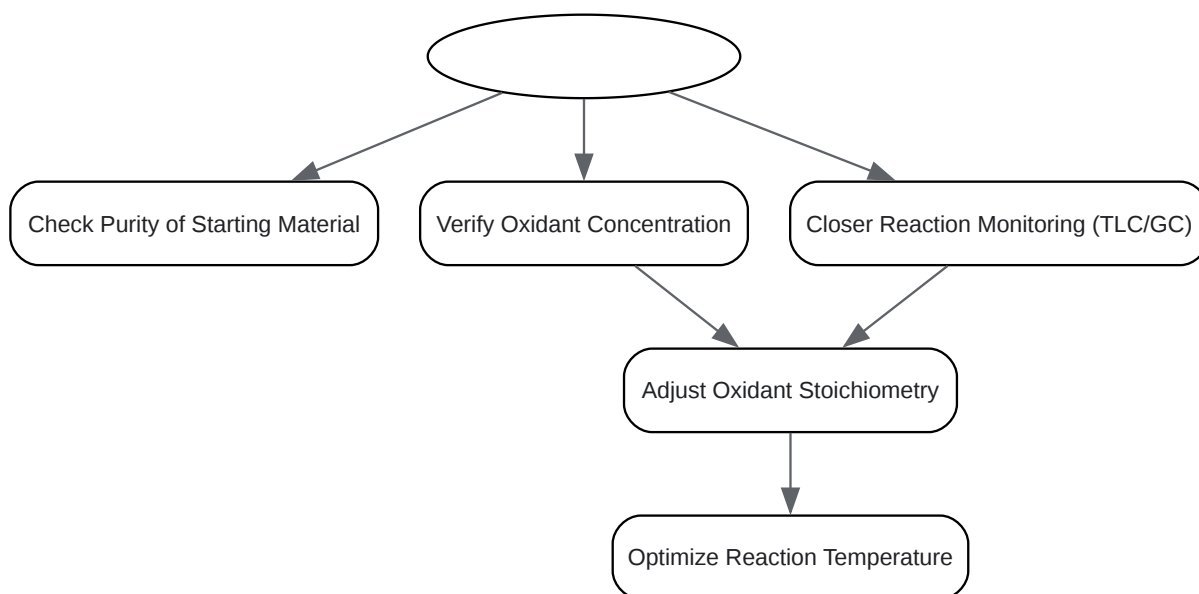 Check Purity of Starting Material
Verify Oxidant Concentration
Closer Reaction Monitoring (TLC/GC)
Adjust Oxidant Stoichiometry
Optimize Reaction Temperature